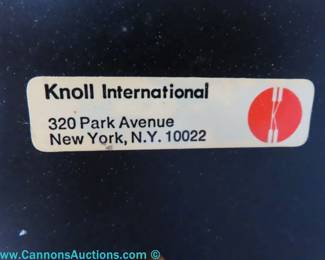 Knoll International
320 Park Avenue
New York, N.Y. 10022
www.CannonsAuctions.com ©